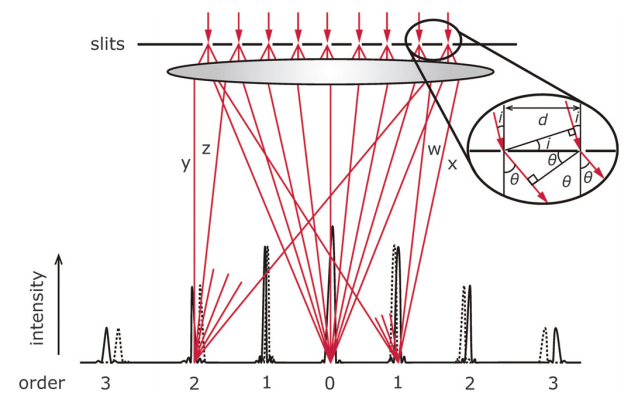 slits
y
z
w
x
i
d
i
i
θ
θ
θ
θ
intensity
order 3 2 1 0 1 2 3